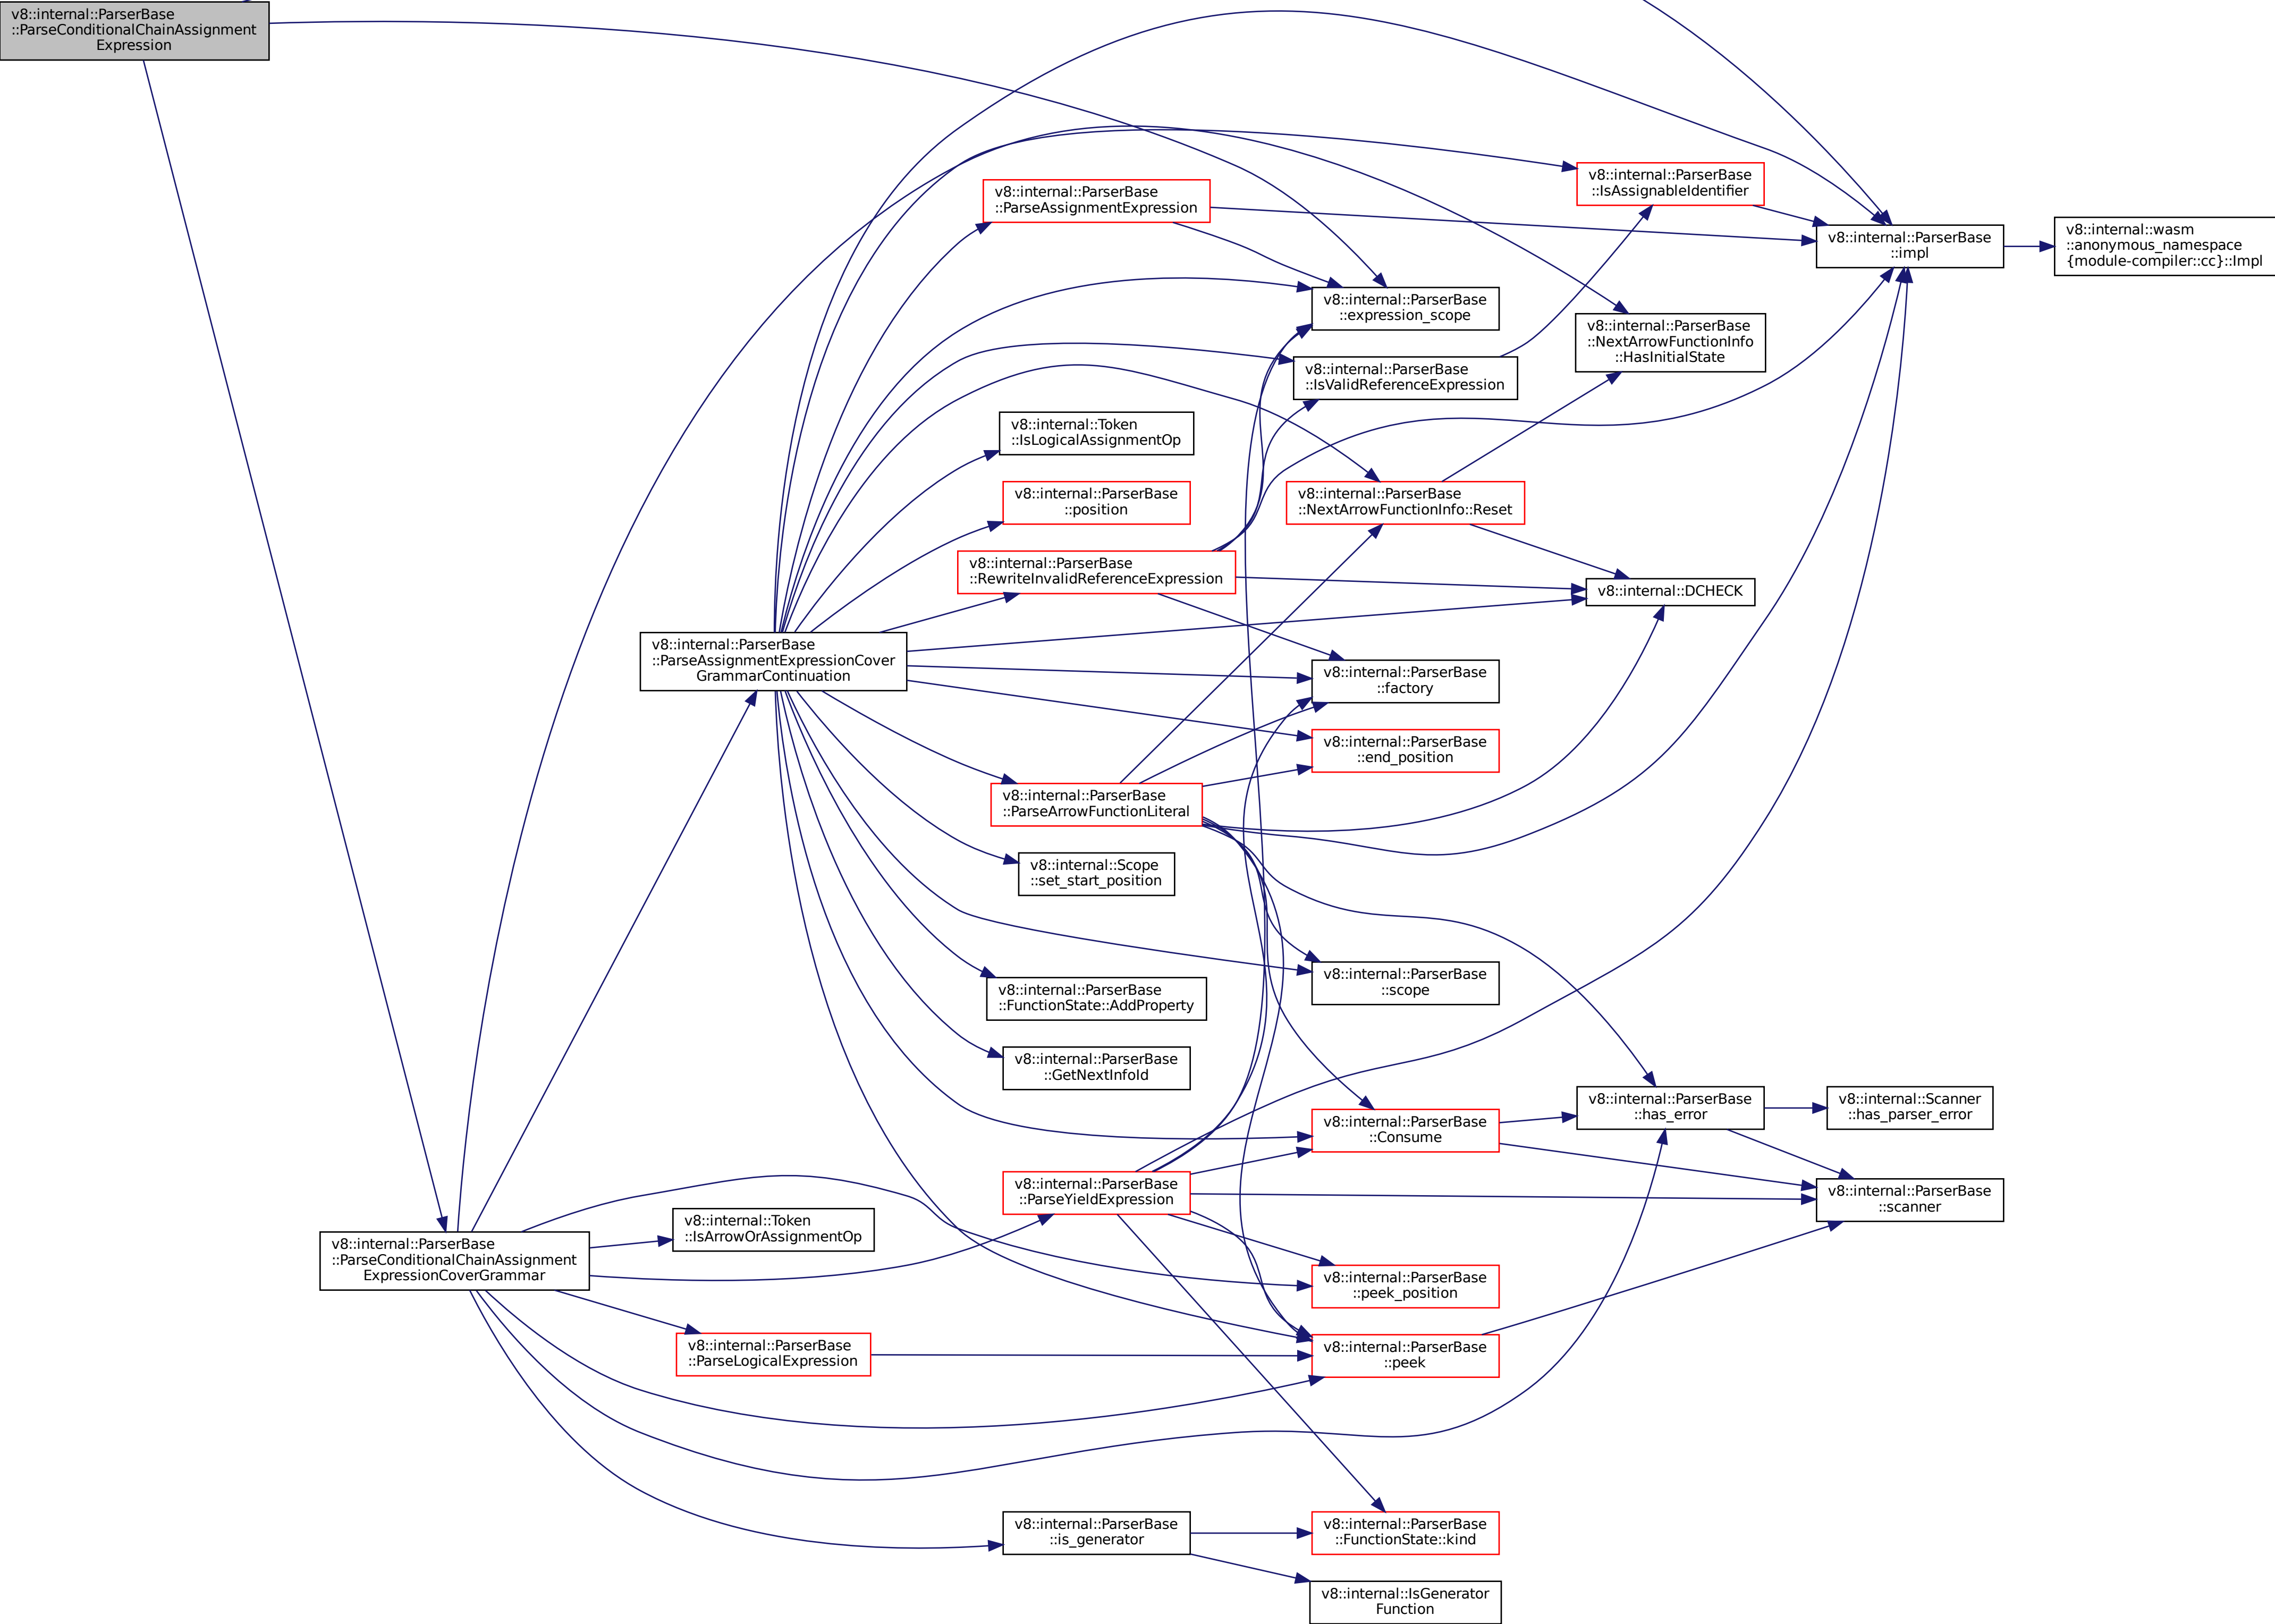 v8::internal::ParserBase
::ParseConditionalChainAssignment
Expression
v8::internal::ParserBase
::ParseConditionalChainAssignment
ExpressionCoverGrammar
v8::internal::ParserBase
::ParseAssignmentExpressionCover
GrammarContinuation
v8::internal::Token
::IsArrowOrAssignmentOp
v8::internal::ParserBase
::ParseLogicalExpression
v8::internal::ParserBase
::ParseAssignmentExpression
v8::internal::Token
::IsLogicalAssignmentOp
v8::internal::ParserBase
::position
v8::internal::ParserBase
::RewriteInvalidReferenceExpression
v8::internal::ParserBase
::ParseArrowFunctionLiteral
v8::internal::Scope
::set_start_position
v8::internal::ParserBase
::FunctionState::AddProperty
v8::internal::ParserBase
::GetNextInfoId
v8::internal::ParserBase
::ParseYieldExpression
v8::internal::ParserBase
::is_generator
v8::internal::ParserBase
::expression_scope
v8::internal::ParserBase
::IsValidReferenceExpression
v8::internal::ParserBase
::NextArrowFunctionInfo::Reset
v8::internal::ParserBase
::factory
v8::internal::ParserBase
::end_position
v8::internal::ParserBase
::scope
v8::internal::ParserBase
::Consume
v8::internal::ParserBase
::peek_position
v8::internal::ParserBase
::peek
v8::internal::ParserBase
::FunctionState::kind
v8::internal::IsGenerator
Function
v8::internal::ParserBase
::IsAssignableIdentifier
v8::internal::ParserBase
::NextArrowFunctionInfo
::HasInitialState
v8::internal::DCHECK
v8::internal::ParserBase
::has_error
v8::internal::ParserBase
::impl
v8::internal::Scanner
::has_parser_error
v8::internal::ParserBase
::scanner
v8::internal::wasm
::anonymous_namespace
{module-compiler::cc}::Impl